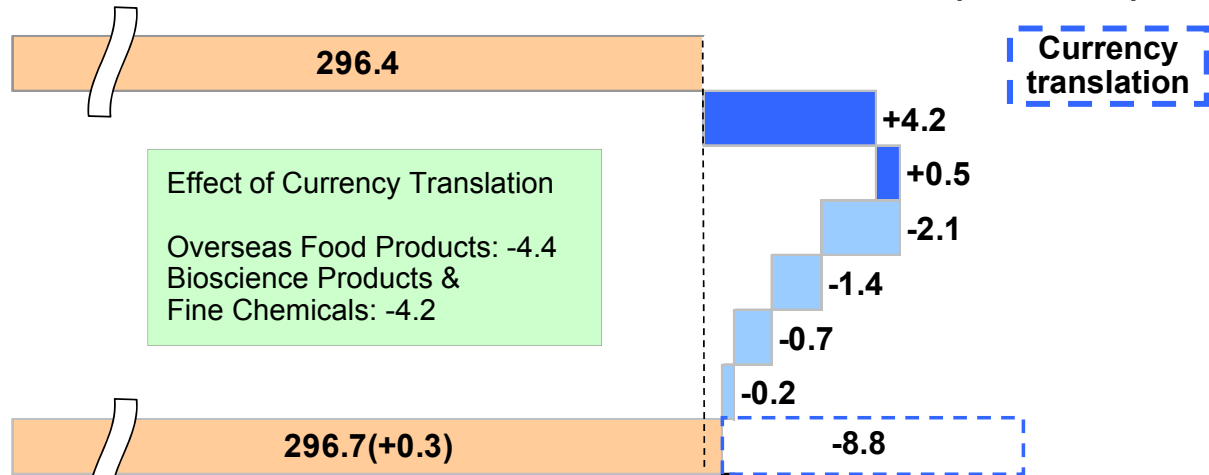 296.4
Currency
translation
+4.2
+0.5
Effect of Currency Translation
-2.1
Overseas Food Products: -4.4
Bioscience Products &
Fine Chemicals: -4.2
-1.4
-0.7
-0.2
296.7(+0.3)
-8.8